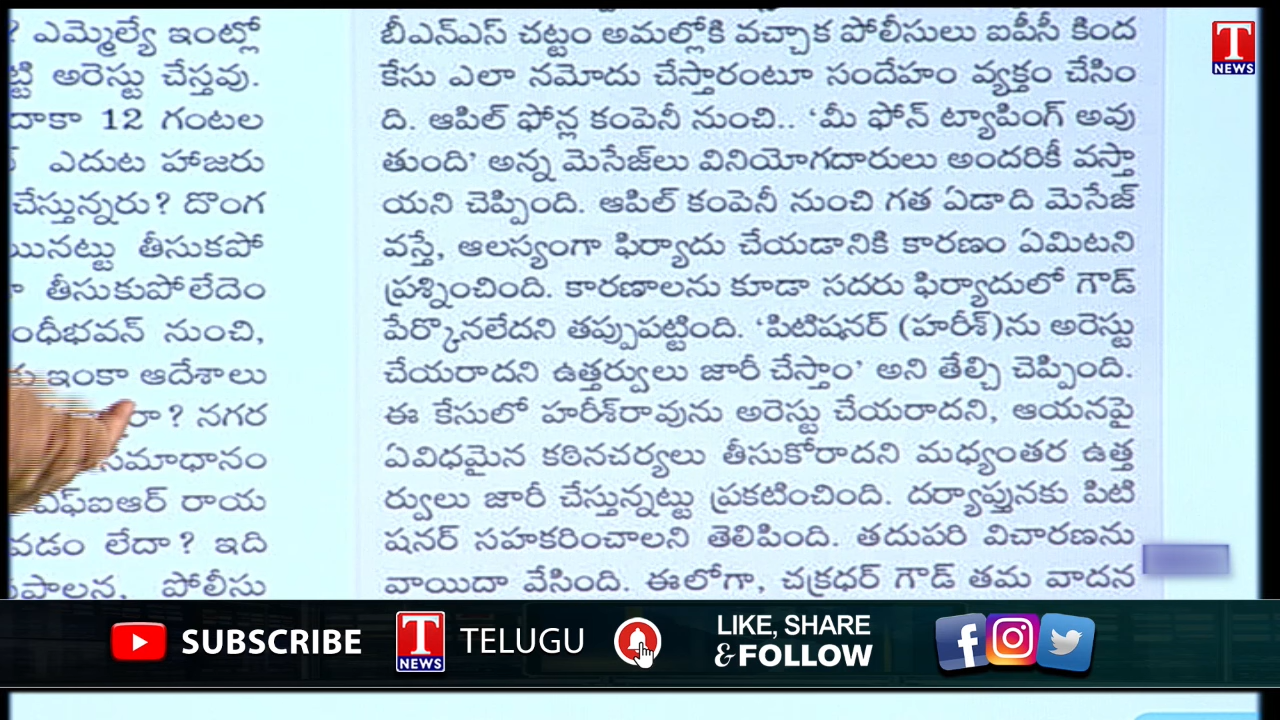 ? ఎమ్మెల్యే ఇంట్లో
ట్టి అరెస్టు చేస్తవు.
దాకా 12 గంటల
ఎదుట హాజరు
చేస్తున్నరు? దొంగ
యినట్టు తీసుకపో
తీసుకుపోలేదెం
ంధీభవన్ నుంచి,
ఇంకా ఆదేశాలు
రా? నగర
సమాధానం
ఎఫ్ఐఆర్ రాయ
వడం లేదా? ఇది
పోలీసు
బీఎన్ఎస్ చట్టం అమల్లోకి వచ్చాక పోలీసులు ఐపీసీ కింద
కేసు ఎలా నమోదు చేస్తారంటూ సందేహం వ్యక్తం చేసిం
ది. ఆపిల్ ఫోన్ల కంపెనీ నుంచి.. ‘మీ ఫోన్ ట్యాపింగ్ అవు
తుంది’ అన్న మెసేజ్‌లు వినియోగదారులు అందరికీ వస్తా
యని చెప్పింది. ఆపిల్ కంపెనీ నుంచి గత ఏడాది మెసేజ్
వస్తే, ఆలస్యంగా ఫిర్యాదు చేయడానికి కారణం ఏమిటని
ప్రశ్నించింది. కారణాలను కూడా సదరు ఫిర్యాదులో గౌడ్
పేర్కొనలేదని తప్పుపట్టింది. ‘పిటిషనర్ (హరీశ్)ను అరెస్టు
చేయరాదని ఉత్తర్వులు జారీ చేస్తాం’ అని తేల్చి చెప్పింది.
ఈ కేసులో హరీశ్‌రావును అరెస్టు చేయరాదని, ఆయనపై
ఏవిధమైన కఠినచర్యలు తీసుకోరాదని మధ్యంతర ఉత్త
ర్వులు జారీ చేస్తున్నట్టు ప్రకటించింది. దర్యాప్తునకు పిటి
షనర్ సహకరించాలని తెలిపింది. తదుపరి విచారణను
వాయిదా వేసింది. ఈలోగా, చక్రధర్ గౌడ్ తమ వాదన
T NEWS
SUBSCRIBE
T NEWS
TELUGU
LIKE, SHARE
& FOLLOW